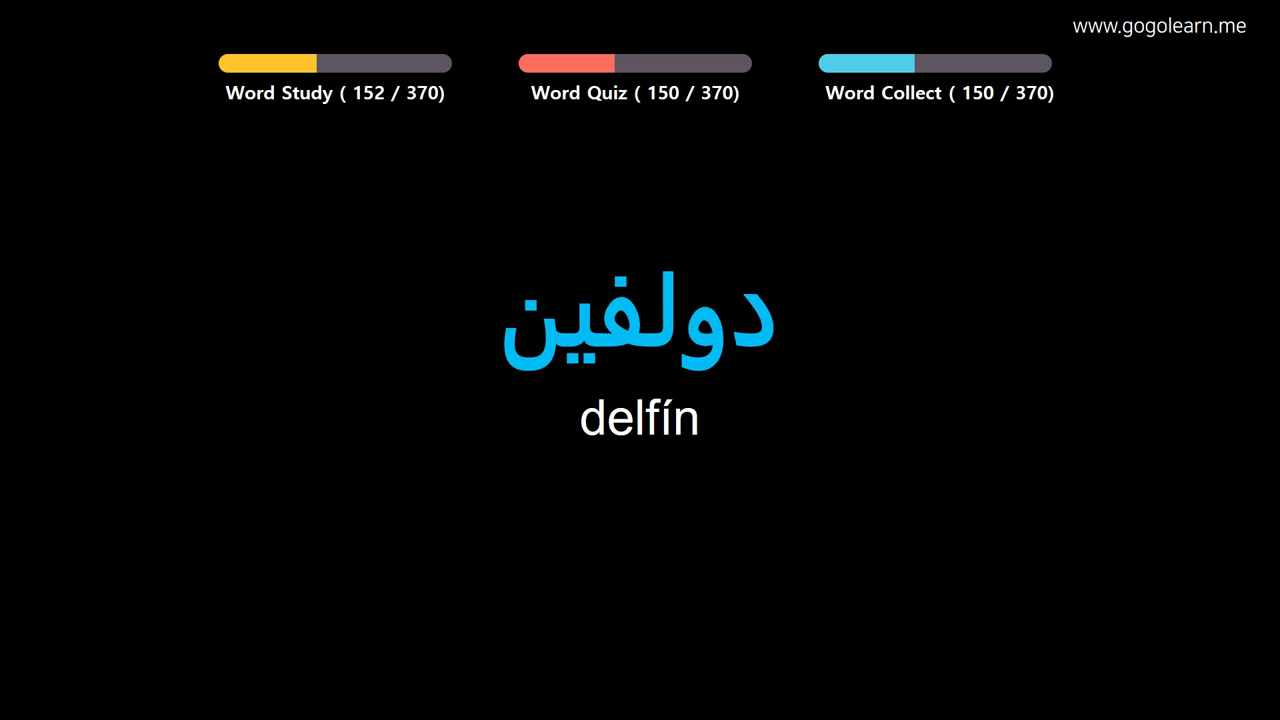 www.gogolearn.me
Word Study ( 152 / 370)
Word Quiz ( 150 / 370)
Word Collect ( 150 / 370)
دولفين
delfín